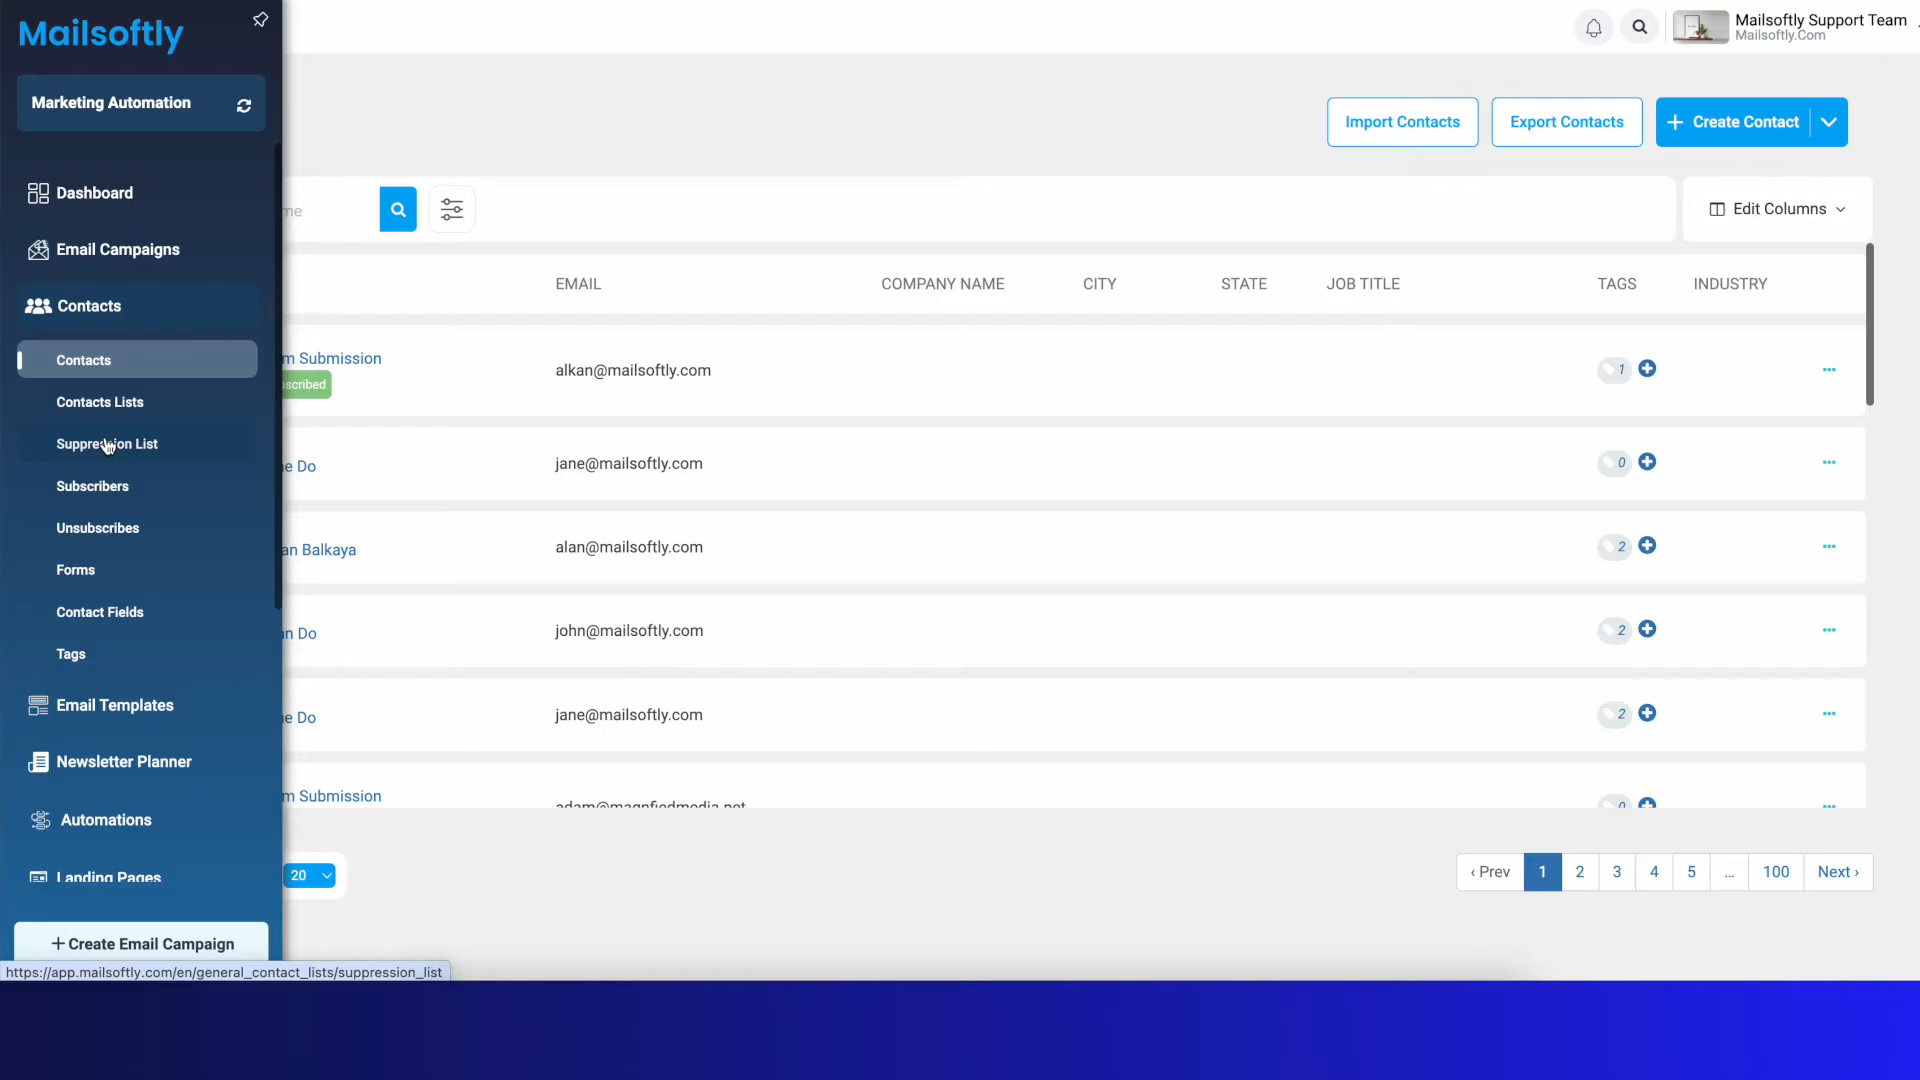 Mailsoftly
Mailsoftly Support Team
Mailsoftly.Com
Marketing Automation
Import Contacts
Export Contacts
+ Create Contact
Dashboard
Edit Columns
Email Campaigns
EMAIL
COMPANY NAME
CITY
STATE
JOB TITLE
TAGS
INDUSTRY
Contacts
Contacts
Contacts Lists
Suppression List
Subscribers
Unsubscribes
Forms
Contact Fields
Tags
Email Templates
Newsletter Planner
Automations
Landing Pages
+ Create Email Campaign
m Submission
scribed
alkan@mailsoftly.com
1
e Do
jane@mailsoftly.com
0
an Balkaya
alan@mailsoftly.com
2
n Do
john@mailsoftly.com
2
e Do
jane@mailsoftly.com
2
m Submission
adam@magnfiedmedia.net
0
20
‹ Prev
1
2
3
4
5
...
100
Next ›
https://app.mailsoftly.com/en/general_contact_lists/suppression_list